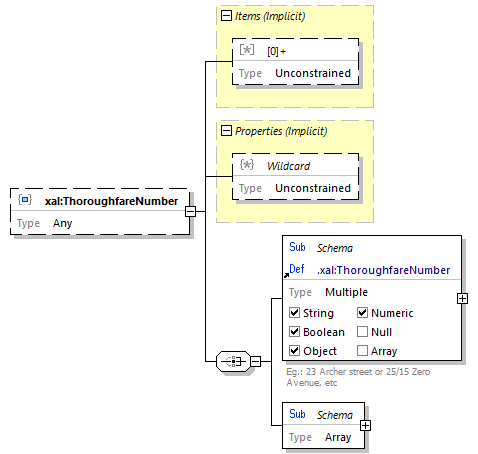 Items (Implicit)
[*] [0]+
Type Unconstrained
Properties (Implicit)
{*} Wildcard
Type Unconstrained
xal:ThoroughfareNumber
Type Any
Sub Schema
Def .xal:ThoroughfareNumber
Type Multiple
String Numeric
Boolean Null
Object Array
Eg.: 23 Archer street or 25/15 Zero
Avenue, etc
Sub Schema
Type Array